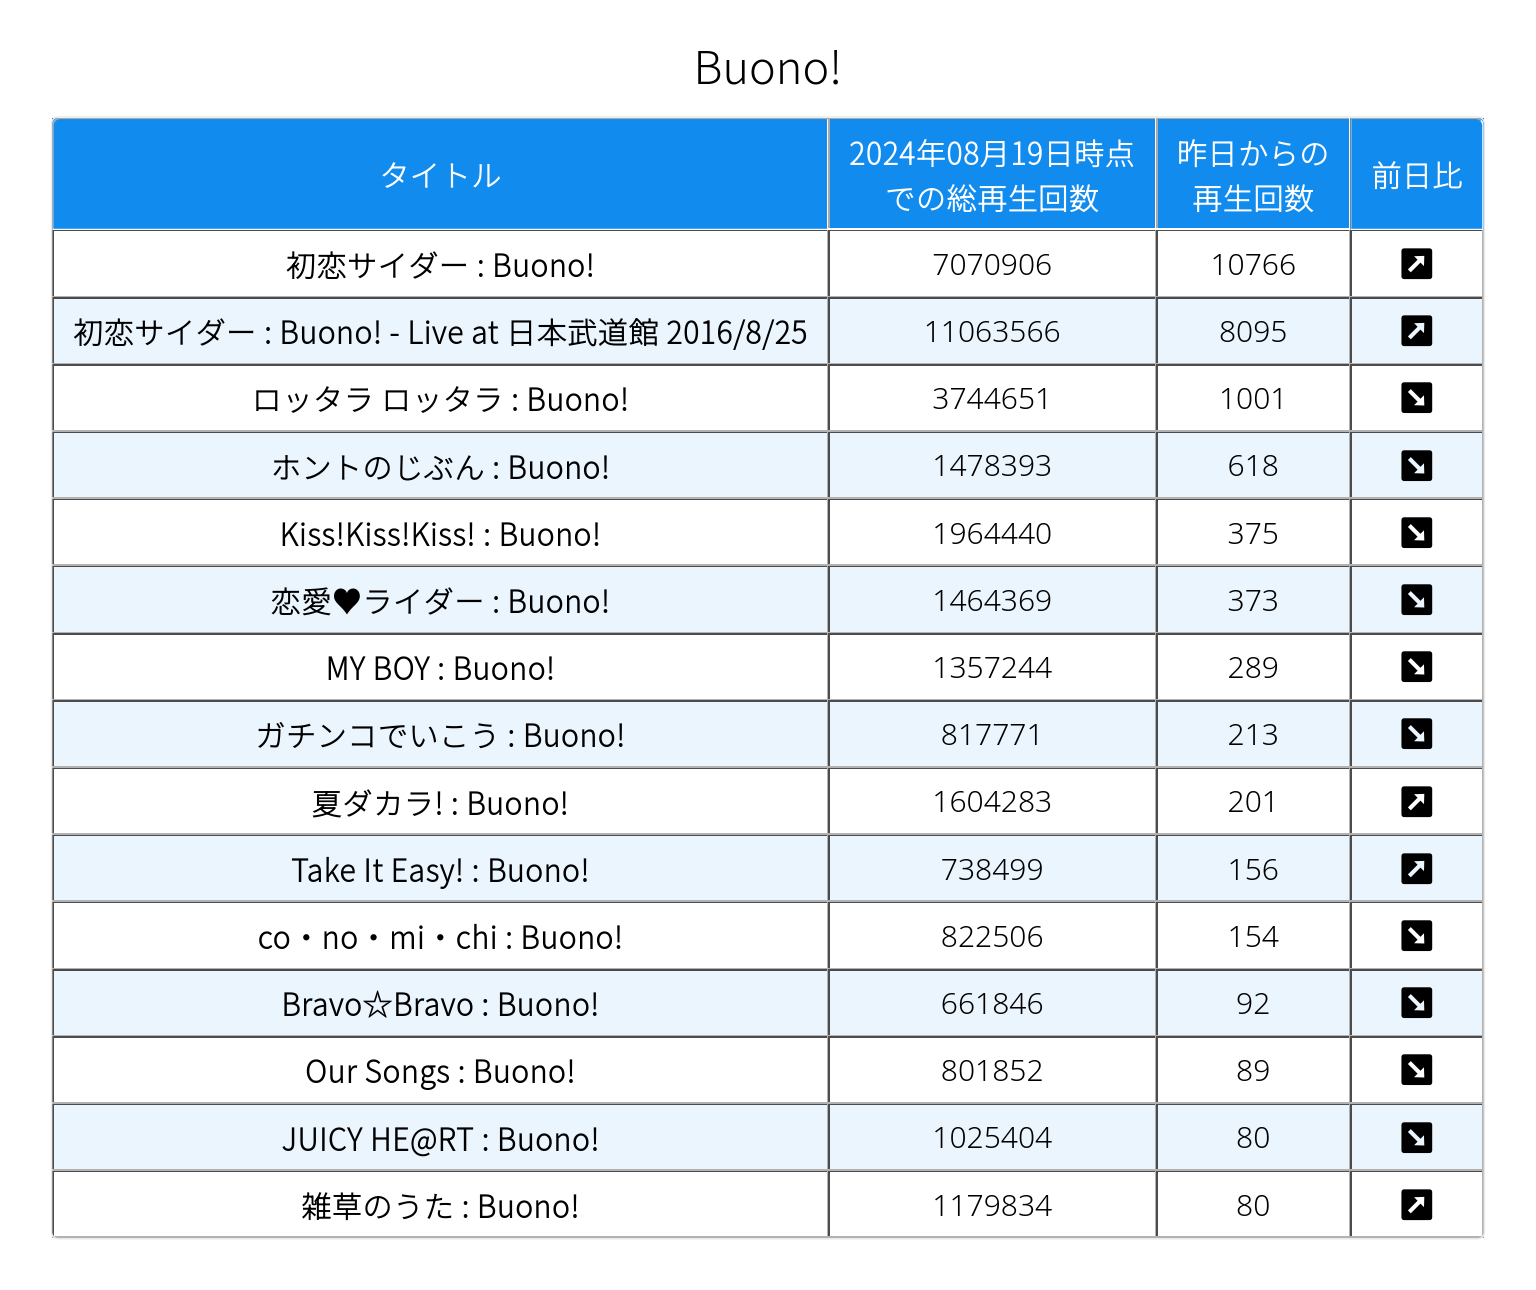 Buono!
タイトル 2024年08月19日時点 昨日からの 前日比
での総再生回数 再生回数
初恋サイダー : Buono! 7070906 10766 ↗
初恋サイダー : Buono! - Live at 日本武道館 2016/8/25 11063566 8095 ↗
ロッタラ ロッタラ : Buono! 3744651 1001 ↘
ホントのじぶん : Buono! 1478393 618 ↘
Kiss!Kiss!Kiss! : Buono! 1964440 375 ↘
恋愛♥ライダー : Buono! 1464369 373 ↘
MY BOY : Buono! 1357244 289 ↘
ガチンコでいこう : Buono! 817771 213 ↘
夏ダカラ! : Buono! 1604283 201 ↗
Take It Easy! : Buono! 738499 156 ↗
co・no・mi・chi : Buono! 822506 154 ↘
Bravo☆Bravo : Buono! 661846 92 ↘
Our Songs : Buono! 801852 89 ↘
JUICY HE@RT : Buono! 1025404 80 ↘
雑草のうた : Buono! 1179834 80 ↗